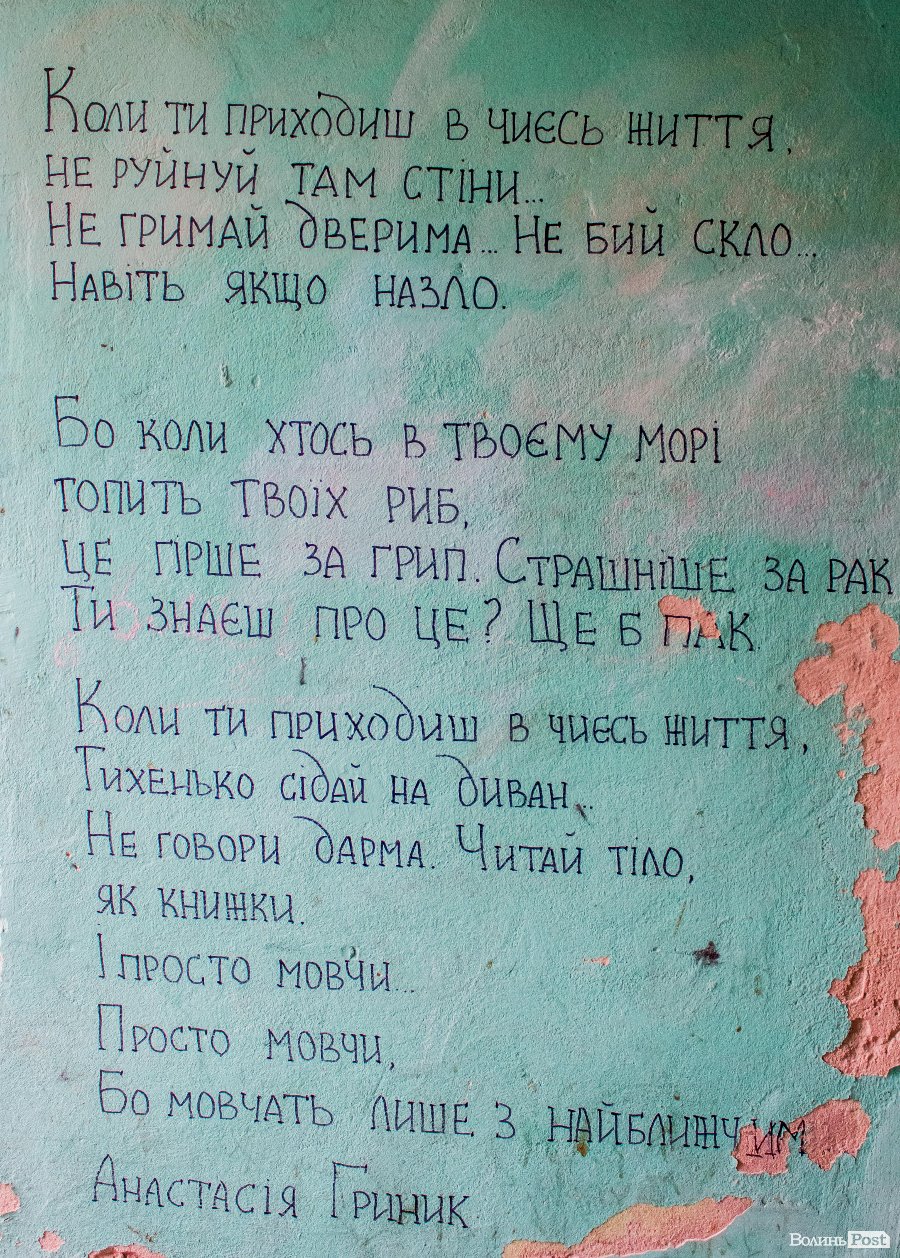 Коли ти приходиш в чиєсь життя,
не руйнуй там стіни...
Не гримай дверима... Не бий скло...
Навіть якщо назло.
Бо коли хтось в твоєму морі
топить твоїх риб,
це гірше за грип. Страшніше за рак
Ти знаєш про це? Ще б пак.
Коли ти приходиш в чиєсь життя,
Тихенько сідай на диван...
Не говори дарма. Читай тіло,
як книжки.
І просто мовчи...
Просто мовчи,
Бо мовчать лише з найближчим
Анастасія Гриник
ВолиньPost